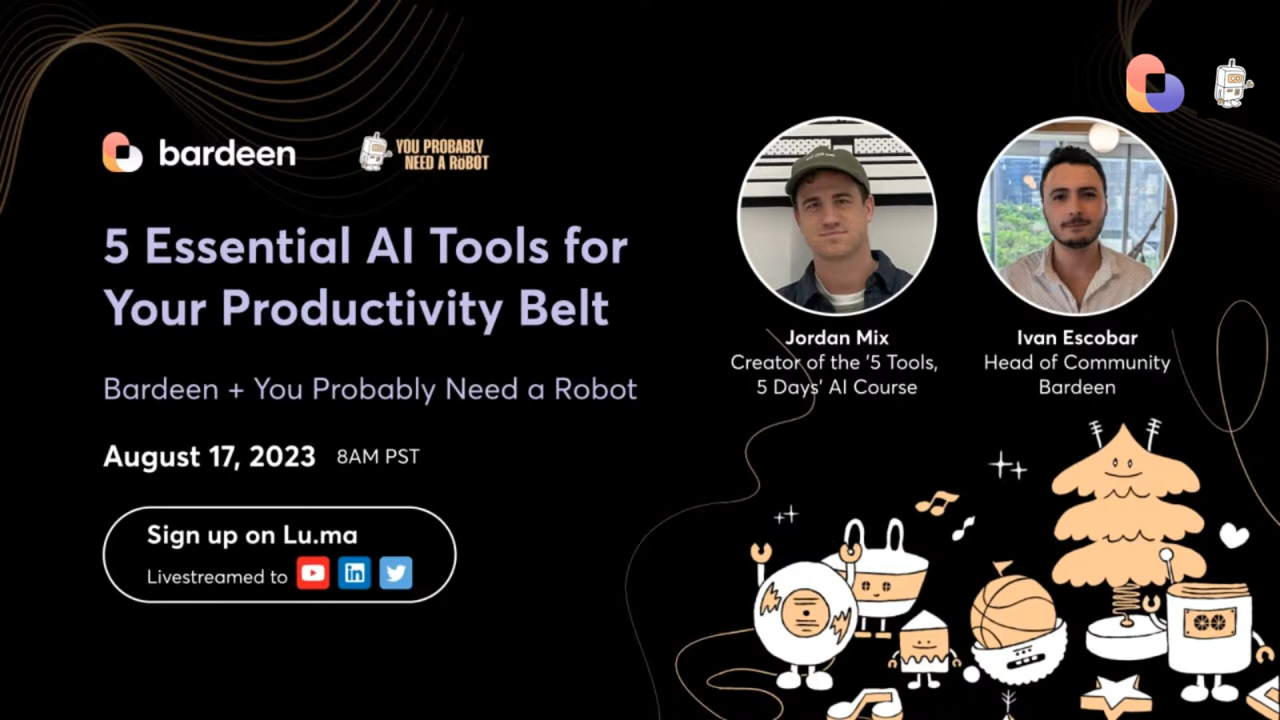 bardeen
YOU PROBABLY
NEED A RoBOT
5 Essential AI Tools for
Your Productivity Belt
Bardeen + You Probably Need a Robot
August 17, 2023 8AM PST
Sign up on Lu.ma
Livestreamed to
in
Jordan Mix
Creator of the '5 Tools,
5 Days' AI Course
Ivan Escobar
Head of Community
Bardeen